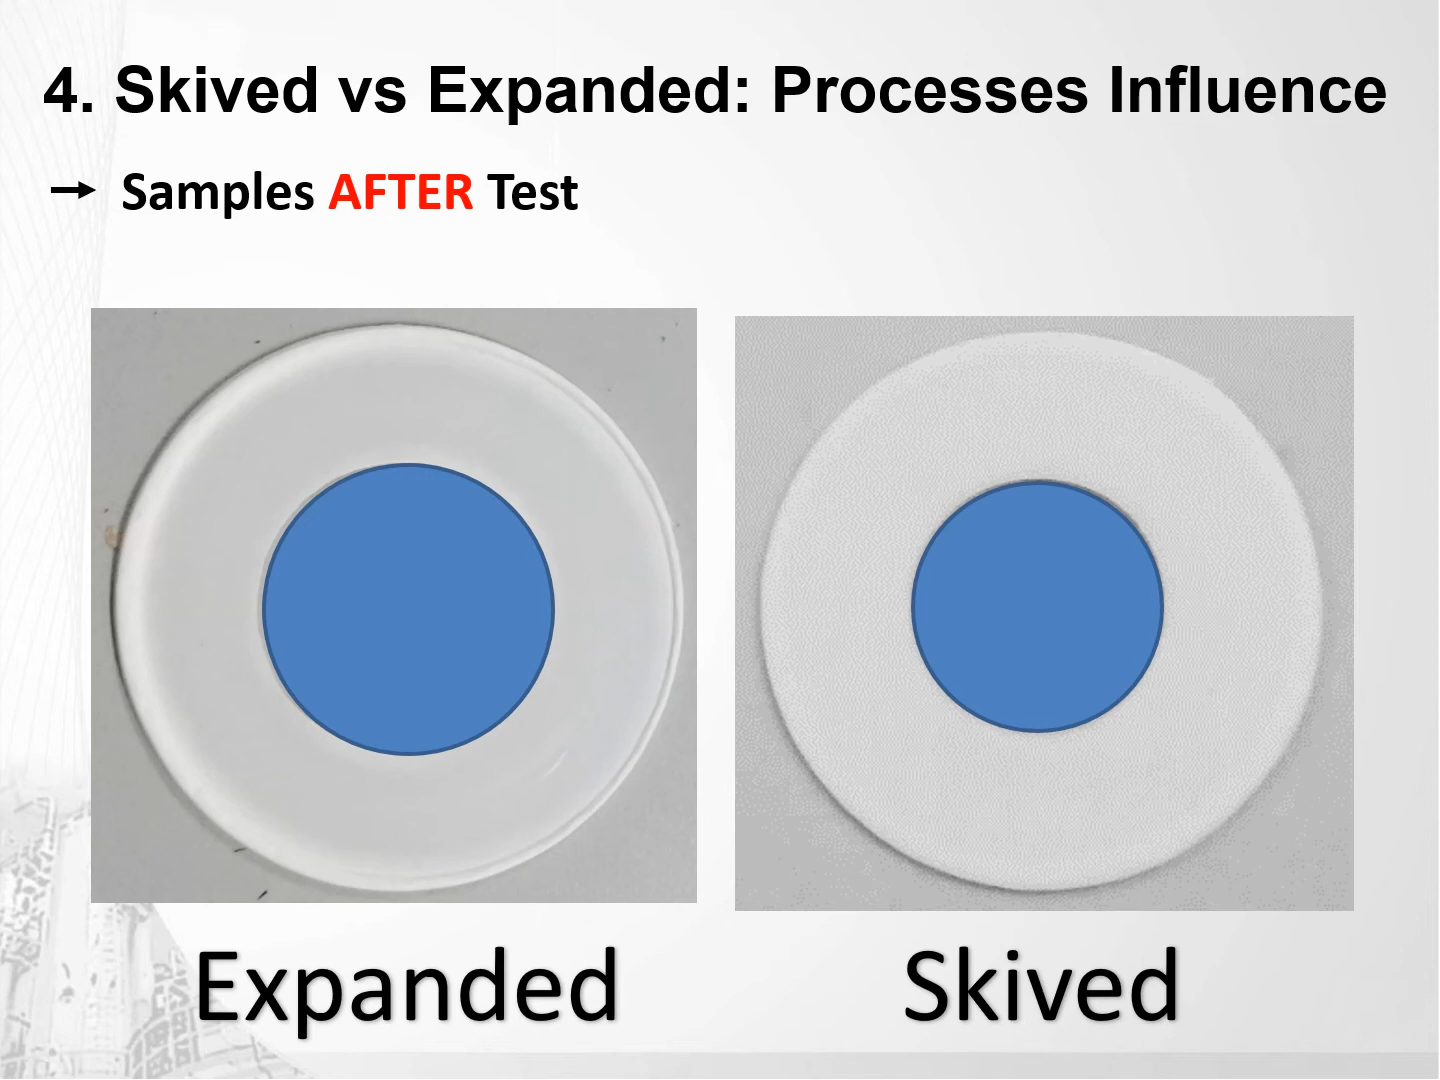 4. Skived vs Expanded: Processes Influence
→ Samples AFTER Test
Expanded
Skived